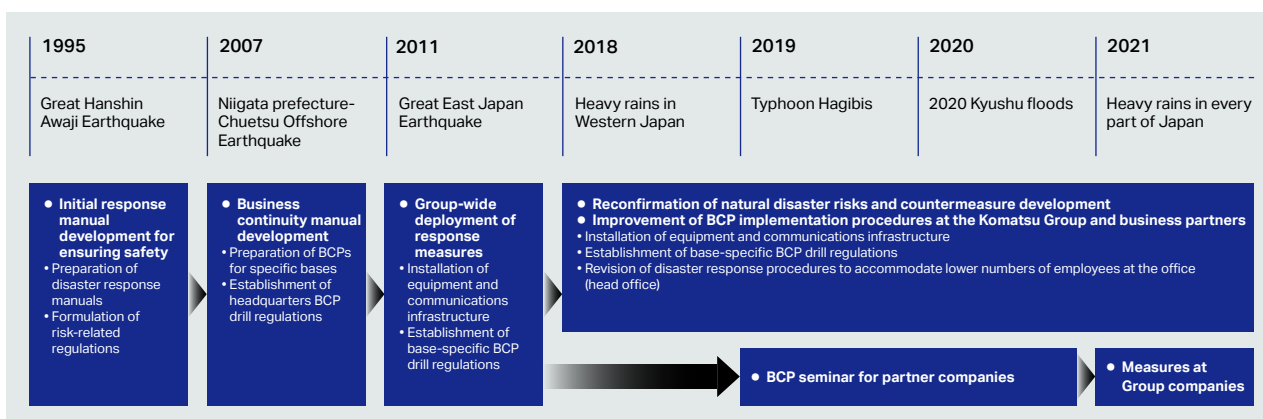 1995
Great Hanshin
Awaji Earthquake
2007
Niigata prefecture-
Chuetsu Offshore
Earthquake
2011
Great East Japan
Earthquake
2018
Heavy rains in
Western Japan
2019
Typhoon Hagibis
2020
2020 Kyushu floods
2021
Heavy rains in every
part of Japan
● Initial response
manual
development for
ensuring safety
• Preparation of
disaster response
manuals
• Formulation of
risk-related
regulations
● Business
continuity manual
development
• Preparation of BCPs
for specific bases
• Establishment of
headquarters BCP
drill regulations
● Group-wide
deployment of
response
measures
• Installation of
equipment and
communications
infrastructure
• Establishment of
base-specific BCP
drill regulations
● Reconfirmation of natural disaster risks and countermeasure development
● Improvement of BCP implementation procedures at the Komatsu Group and business partners
• Installation of equipment and communications infrastructure
• Establishment of base-specific BCP drill regulations
• Revision of disaster response procedures to accommodate lower numbers of employees at the office
(head office)
● BCP seminar for partner companies
● Measures at
Group companies